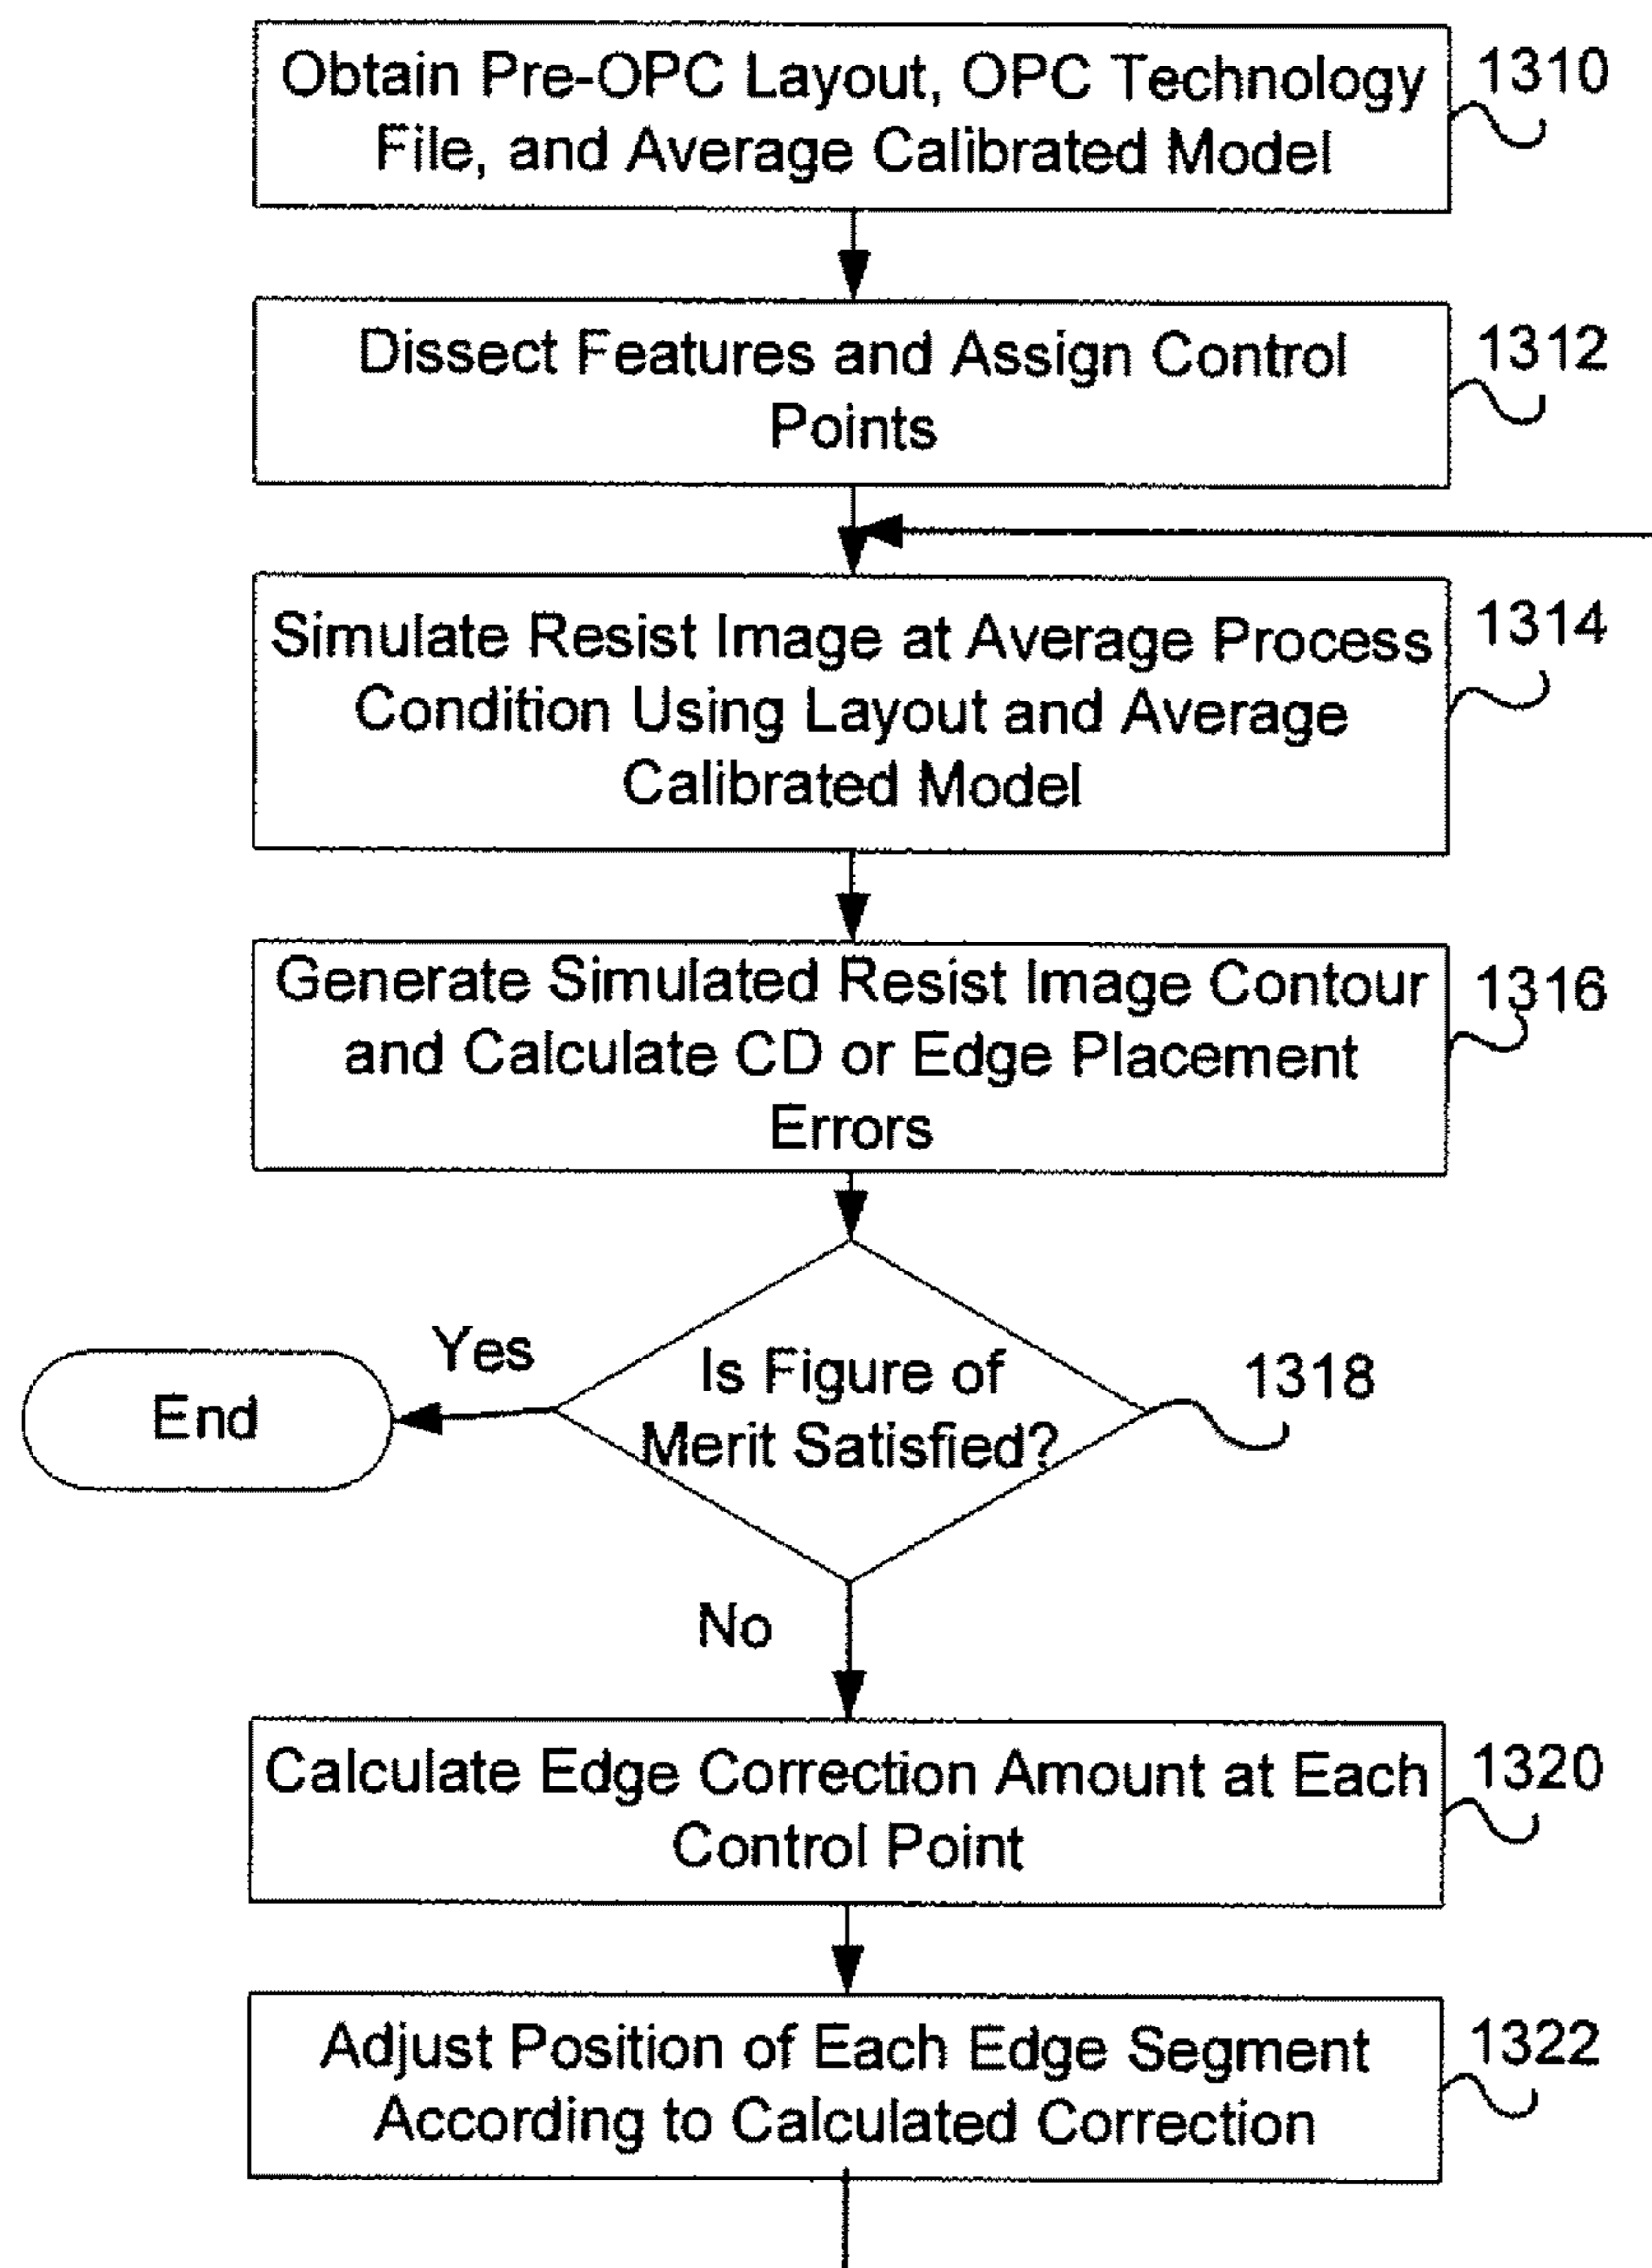 Obtain Pre-OPC Layout, OPC Technology
File, and Average Calibrated Model
1310
Dissect Features and Assign Control
Points
1312
Simulate Resist Image at Average Process
Condition Using Layout and Average
Calibrated Model
1314
Generate Simulated Resist Image Contour
and Calculate CD or Edge Placement
Errors
1316
Is Figure of
Merit Satisfied?
1318
Yes
End
No
Calculate Edge Correction Amount at Each
Control Point
1320
Adjust Position of Each Edge Segment
According to Calculated Correction
1322